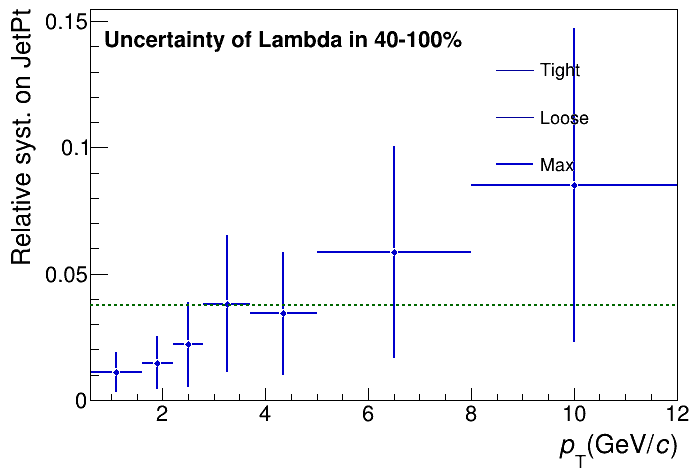 Uncertainty of Lambda in 40-100%
Relative syst. on JetPt
0.15
0.1
0.05
0
Tight
Loose
Max
2 4 6 8 10 12
p_T(GeV/c)